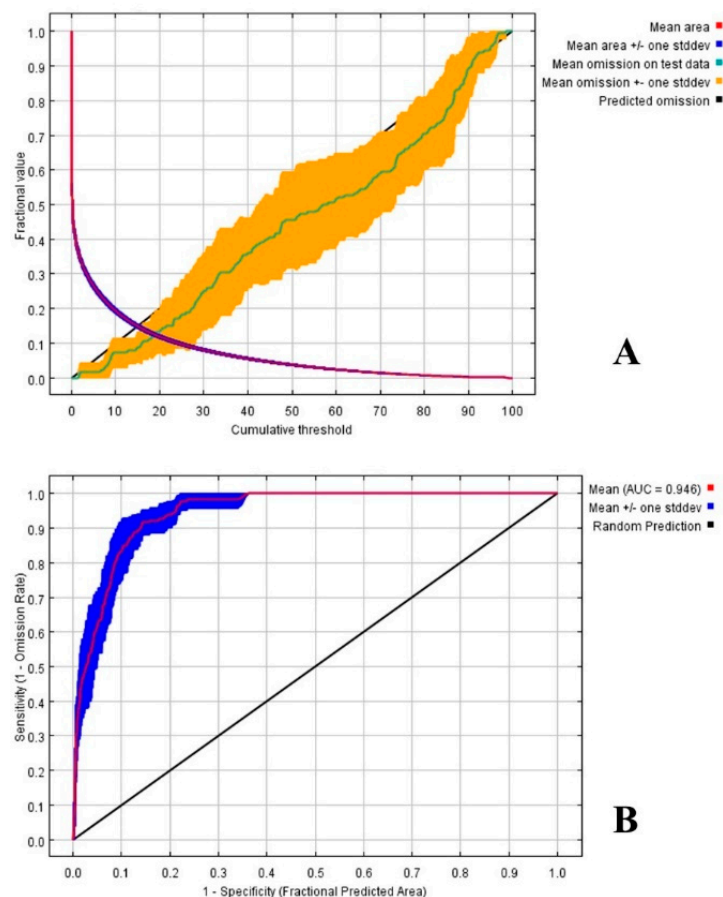 1.0
0.9
0.8
0.7
0.6
0.5
0.4
0.3
0.2
0.1
0.0
Fractional value
0 10 20 30 40 50 60 70 80 90 100
Cumulative threshold
Mean area
Mean area +/- one stddev
Mean omission on test data
Mean omission +- one stddev
Predicted omission
A
1.0
0.9
0.8
0.7
0.6
0.5
0.4
0.3
0.2
0.1
0.0
Sensitivity (1 - Omission Rate)
0.0 0.1 0.2 0.3 0.4 0.5 0.6 0.7 0.8 0.9 1.0
1 - Specificity (Fractional Predicted Area)
Mean (AUC = 0.946)
Mean +/- one stddev
Random Prediction
B